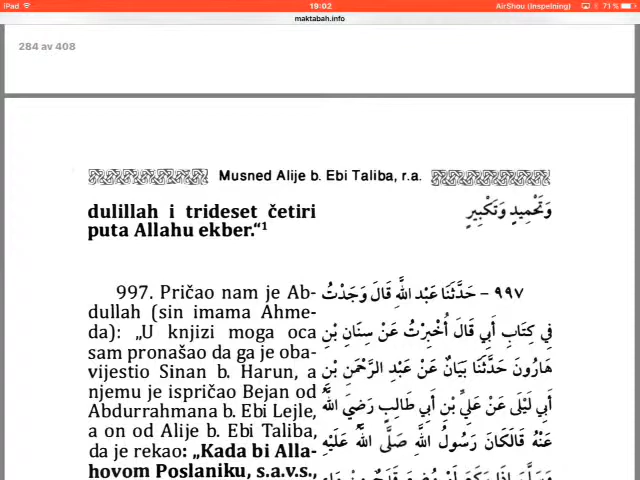 iPad 19:02 AirShou (Inspelning) 71 %
maktabah.info
284 av 408
Musned Alije b. Ebi Taliba, r.a.
dulillah i trideset četiri
puta Allahu ekber.“¹
وَتَحْمِيدٍ وَتَكْبِيرٍ
997. Pričao nam je Ab-
dullah (sin imama Ahme-
da): „U knjizi moga oca
sam pronašao da ga je oba-
vijestio Sinan b. Harun, a
njemu je ispričao Bejan od
Abdurrahmana b. Ebi Lejle,
a on od Alije b. Ebi Taliba,
da je rekao: „Kada bi Alla-
hovom Poslaniku, s.a.v.s.,
٩٩٧ – حَدَّثَنَا عَبْد اللَّهِ قَالَ وَجَدْتُ
فِي كِتَابِ أَبِي قَالَ أُخْبِرْتُ عَنْ سِنَانِ بْنِ
هَارُونَ حَدَّثَنَا بَيَانٌ عَنْ عَبْدِ الرَّحْمَنِ بْنِ
أَبِي لَيْلَى عَنْ عَلِيِّ بْنِ أَبِي طَالِبٍ رَضِيَ اللَّهُ
عَنْهُ قَالَكَانَ رَسُولُ اللَّهِ صَلَّى اللَّهُ عَلَيْهِ